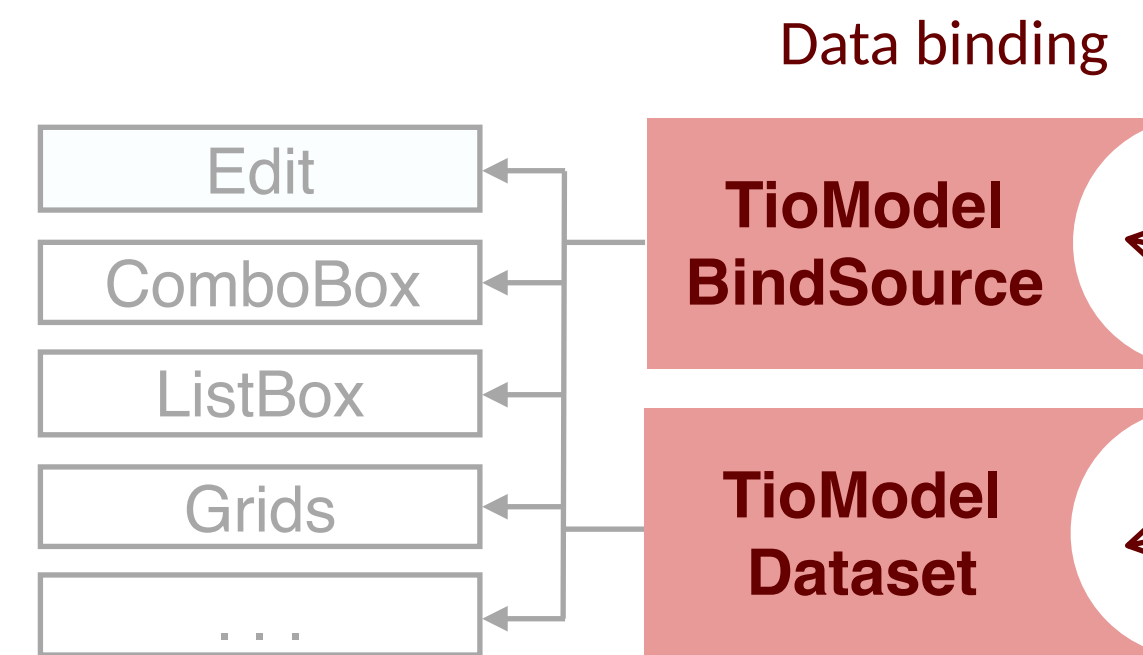 Data binding
Edit
ComboBox
ListBox
Grids
. . .
TioModel
BindSource
TioModel
Dataset